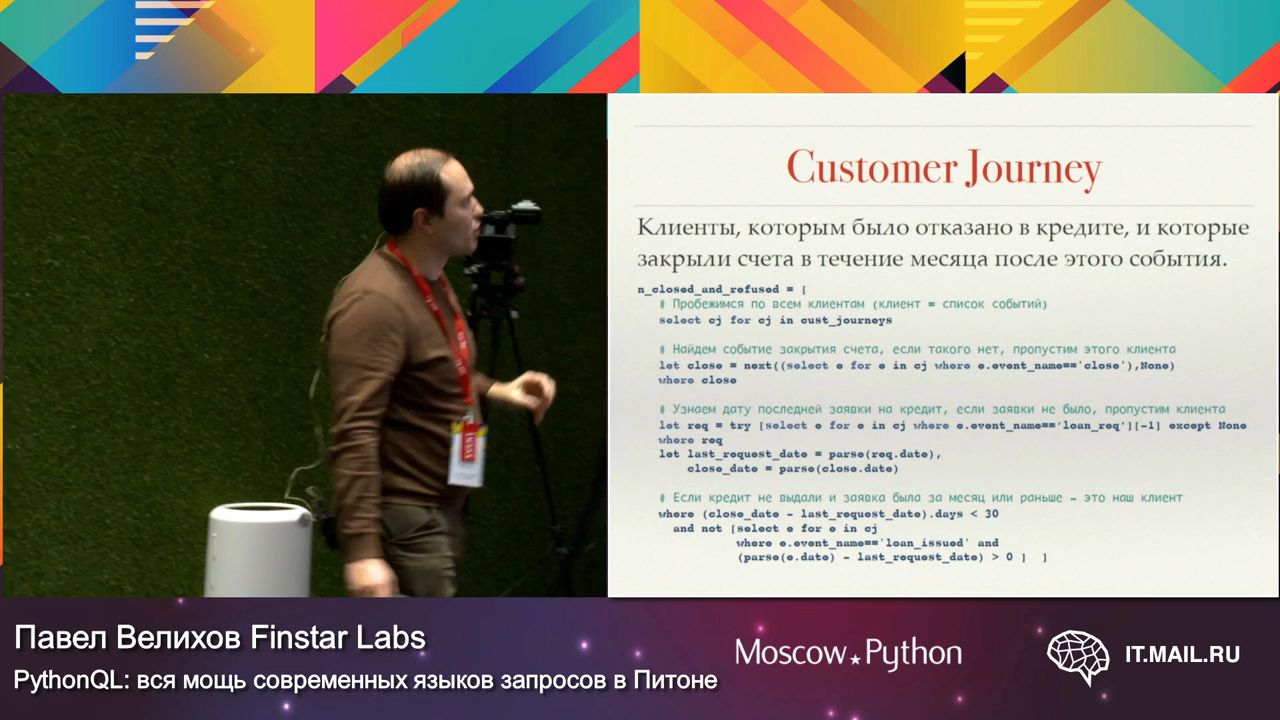 Customer Journey
Клиенты, которым было отказано в кредите, и которые
закрыли счета в течение месяца после этого события.
n_closed_and_refused = [
# Пробежимся по всем клиентам (клиент = список событий)
select cj for cj in cust_journeys
# Найдем событие закрытия счета, если такого нет, пропустим этого клиента
let close = next((select e for e in cj where e.event_name=='close'),None)
where close
# Узнаем дату последней заявки на кредит, если заявки не было, пропустим клиента
let req = try [select e for e in cj where e.event_name=='loan_req'][-1] except None
where req
let last_request_date = parse(req.date),
close_date = parse(close.date)
# Если кредит не выдали и заявка была за месяц или раньше - это наш клиент
where (close_date - last_request_date).days < 30
and not [select e for e in cj
where e.event_name=='loan_issued' and
(parse(e.date) - last_request_date) > 0 ] ]
Павел Велихов Finstar Labs
PythonQL: вся мощь современных языков запросов в Питоне
Moscow Python
IT.MAIL.RU